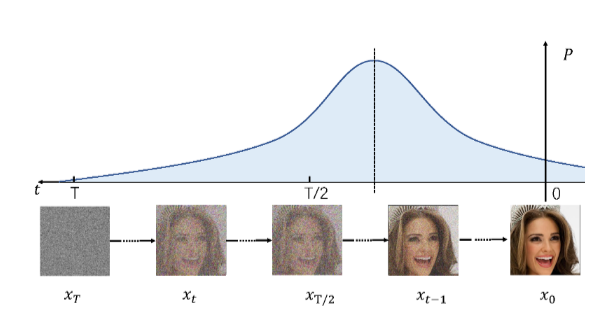 P
t T T/2 0
x_T x_t x_{T/2} x_{t−1} x_0